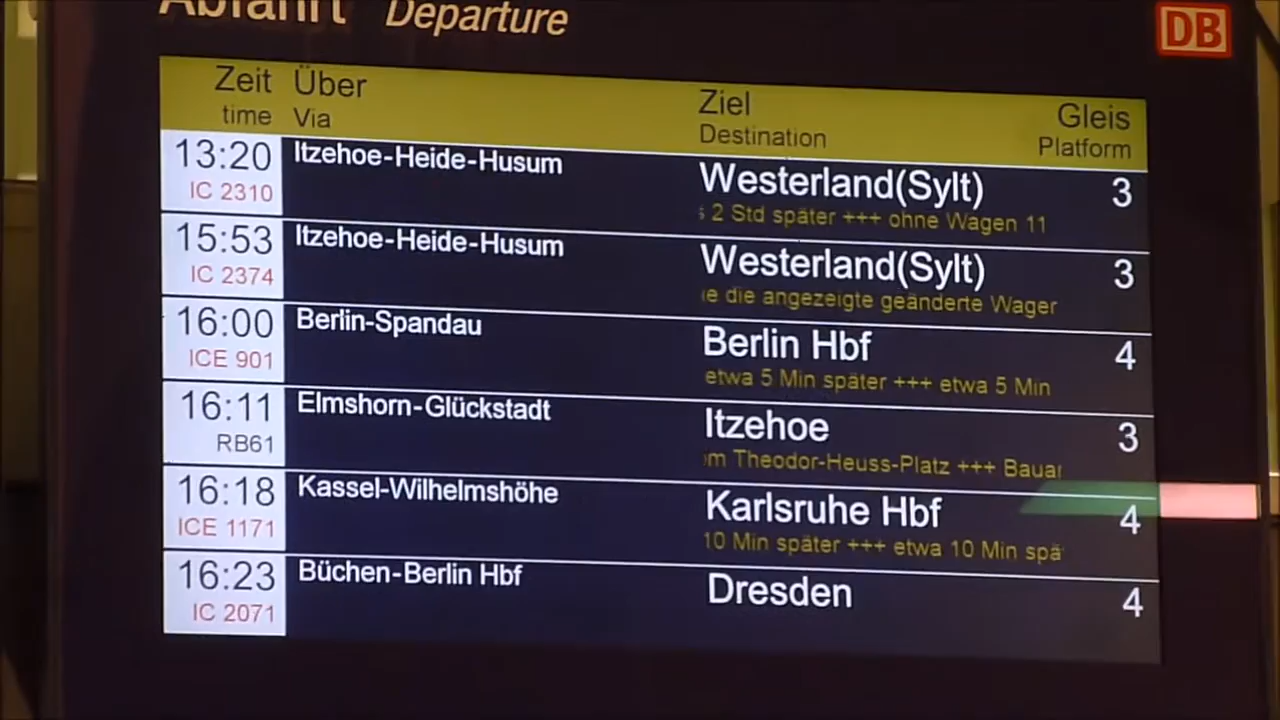 Abfahrt Departure
DB
Zeit Über Ziel Gleis
time Via Destination Platform
13:20 Itzehoe-Heide-Husum Westerland(Sylt) 3
IC 2310 2 Std später +++ ohne Wagen 11
15:53 Itzehoe-Heide-Husum Westerland(Sylt) 3
IC 2374 die angezeigte geänderte Wager
16:00 Berlin-Spandau Berlin Hbf 4
ICE 901 etwa 5 Min später +++ etwa 5 Min
16:11 Elmshorn-Glückstadt Itzehoe 3
RB61 Theodor-Heuss-Platz +++ Bauar
16:18 Kassel-Wilhelmshöhe Karlsruhe Hbf 4
ICE 1171 10 Min später +++ etwa 10 Min spä
16:23 Büchen-Berlin Hbf Dresden 4
IC 2071